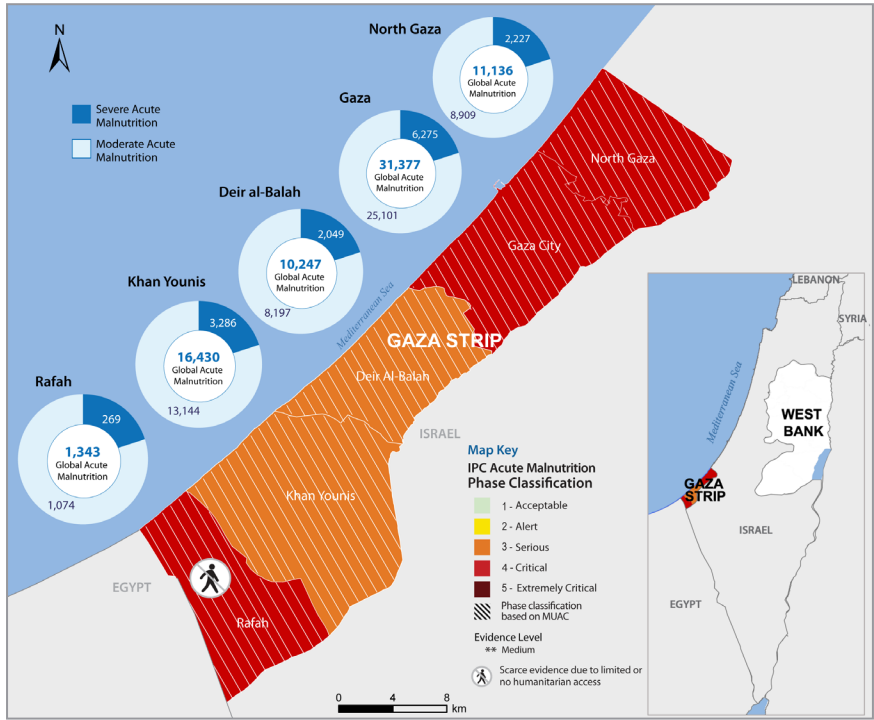 N
Severe Acute
Malnutrition
Moderate Acute
Malnutrition
North Gaza
2,227
11,136
Global Acute
Malnutrition
8,909
Gaza
6,275
31,377
Global Acute
Malnutrition
25,101
Deir al-Balah
2,049
10,247
Global Acute
Malnutrition
8,197
Khan Younis
3,286
16,430
Global Acute
Malnutrition
13,144
Rafah
269
1,343
Global Acute
Malnutrition
1,074
Mediterranean Sea
North Gaza
Gaza City
GAZA STRIP
Deir Al-Balah
ISRAEL
Khan Younis
EGYPT
Rafah
Map Key
IPC Acute Malnutrition
Phase Classification
1 - Acceptable
2 - Alert
3 - Serious
4 - Critical
5 - Extremely Critical
Phase classification
based on MUAC
Evidence Level
** Medium
Scarce evidence due to limited or
no humanitarian access
0 4 8
km
LEBANON
SYRIA
Mediterranean Sea
WEST
BANK
GAZA
STRIP
ISRAEL
EGYPT